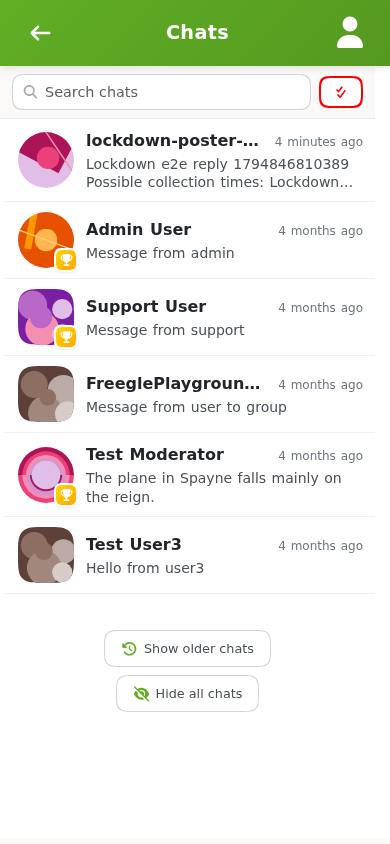 Chats
Search chats
lockdown-poster-... 4 minutes ago
Lockdown e2e reply 1794846810389
Possible collection times: Lockdown...
Admin User 4 months ago
Message from admin
Support User 4 months ago
Message from support
FreeglePlaygroun... 4 months ago
Message from user to group
Test Moderator 4 months ago
The plane in Spayne falls mainly on
the reign.
Test User3 4 months ago
Hello from user3
Show older chats
Hide all chats